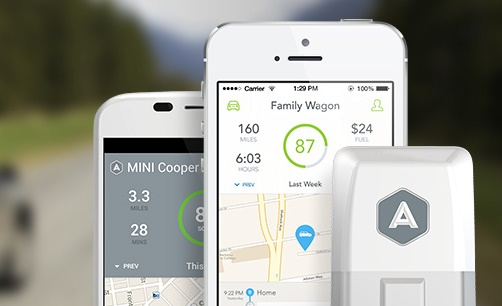 Carrier 1:29 PM 100%
Family Wagon
160
MILES
87
$24
FUEL
6:03
HOURS
PREV
Last Week
9:22 PM Home
MINI Cooper
3.3
MILES
28
MINS
PREV
This
A